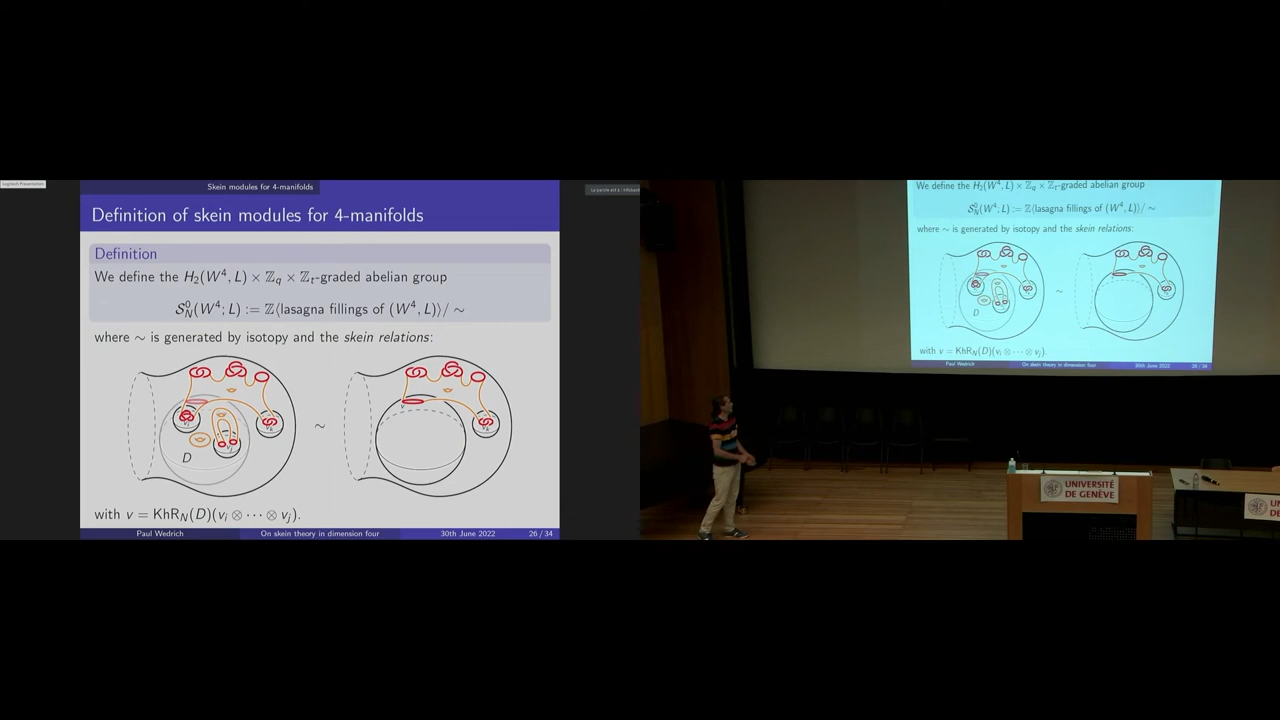 Logitech Presentation
Skein modules for 4-manifolds
Definition of skein modules for 4-manifolds
Definition
We define the H₂(W⁴, L) × ℤ_q × ℤ_t-graded abelian group
𝒮⁰_N(W⁴; L) := ℤ⟨lasagna fillings of (W⁴, L)⟩/ ∼
where ∼ is generated by isotopy and the skein relations:
D
∼
v
with v = KhR_N(D)(v_i ⊗ ··· ⊗ v_j).
Paul Wedrich On skein theory in dimension four 30th June 2022 26 / 34
We define the H₂(W⁴, L) × ℤ_q × ℤ_t-graded abelian group
𝒮⁰_N(W⁴; L) := ℤ⟨lasagna fillings of (W⁴, L)⟩/ ∼
where ∼ is generated by isotopy and the skein relations:
D
∼
with v = KhR_N(D)(v_i ⊗ ··· ⊗ v_j).
Paul Wedrich On skein theory in dimension four 30th June 2022 26 / 34
UNIVERSITÉ
DE GENÈVE
UNI
DE